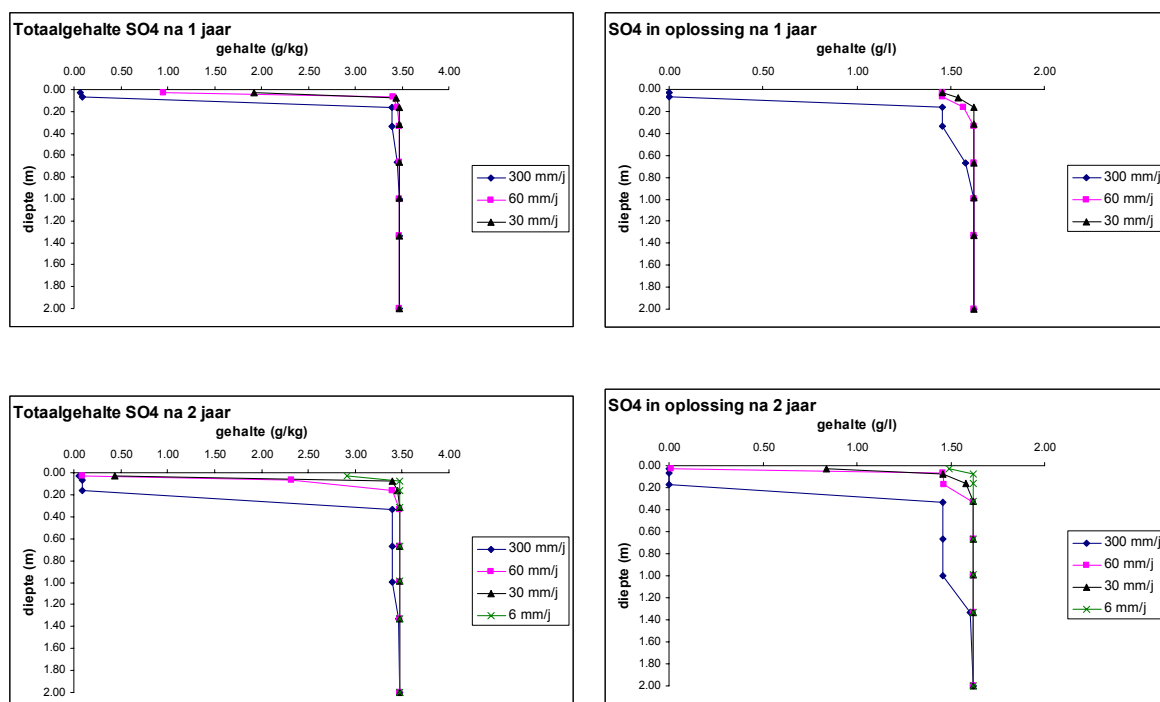 Totaalgehalte SO4 na 1 jaar
gehalte (g/kg)
0.00 0.50 1.00 1.50 2.00 2.50 3.00 3.50 4.00
0.00
0.20
0.40
0.60
0.80
1.00
1.20
1.40
1.60
1.80
2.00
diepte (m)
300 mm/j
60 mm/j
30 mm/j
SO4 in oplossing na 1 jaar
gehalte (g/l)
0.00 0.50 1.00 1.50 2.00
0.00
0.20
0.40
0.60
0.80
1.00
1.20
1.40
1.60
1.80
2.00
diepte (m)
300 mm/j
60 mm/j
30 mm/j
Totaalgehalte SO4 na 2 jaar
gehalte (g/kg)
0.00 0.50 1.00 1.50 2.00 2.50 3.00 3.50 4.00
0.00
0.20
0.40
0.60
0.80
1.00
1.20
1.40
1.60
1.80
2.00
diepte (m)
300 mm/j
60 mm/j
30 mm/j
6 mm/j
SO4 in oplossing na 2 jaar
gehalte (g/l)
0.00 0.50 1.00 1.50 2.00
0.00
0.20
0.40
0.60
0.80
1.00
1.20
1.40
1.60
1.80
2.00
diepte (m)
300 mm/j
60 mm/j
30 mm/j
6 mm/j